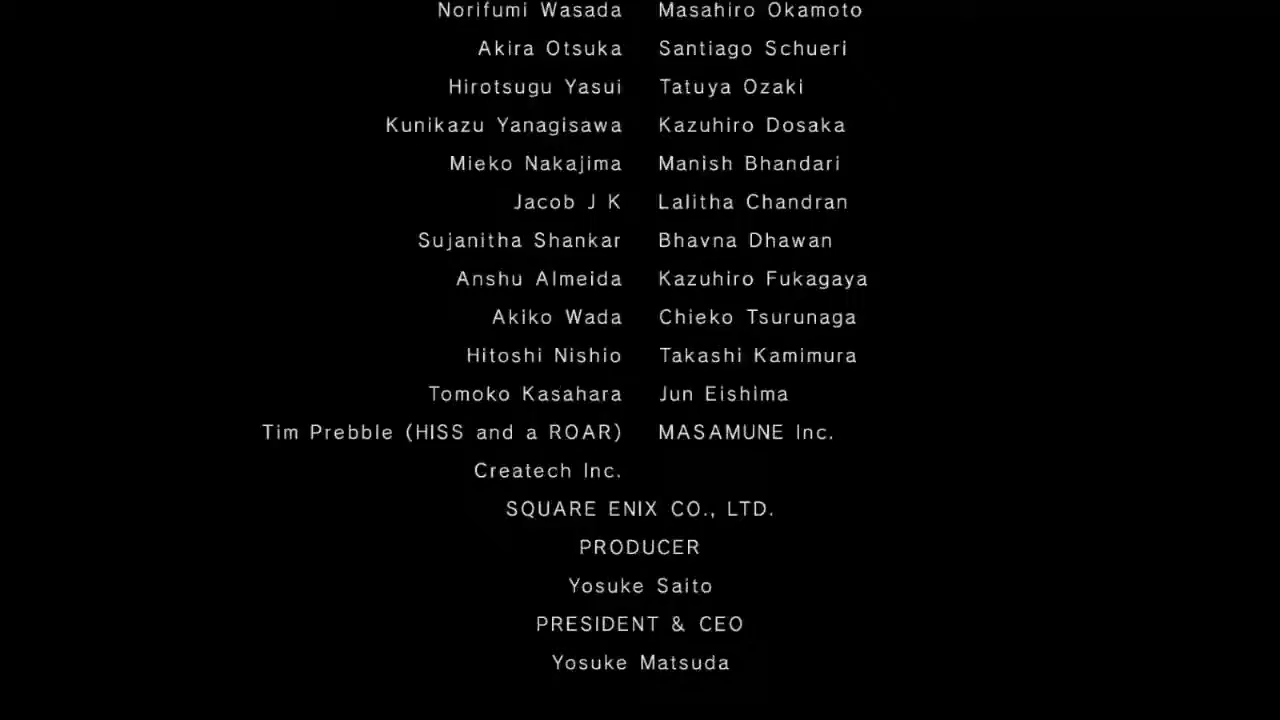 Norifumi Wasada Masahiro Okamoto
Akira Otsuka Santiago Schueri
Hirotsugu Yasui Tatuya Ozaki
Kunikazu Yanagisawa Kazuhiro Dosaka
Mieko Nakajima Manish Bhandari
Jacob J K Lalitha Chandran
Sujanitha Shankar Bhavna Dhawan
Anshu Almeida Kazuhiro Fukagaya
Akiko Wada Chieko Tsurunaga
Hitoshi Nishio Takashi Kamimura
Tomoko Kasahara Jun Eishima
Tim Prebble (HISS and a ROAR) MASAMUNE Inc.
Createch Inc.
SQUARE ENIX CO., LTD.
PRODUCER
Yosuke Saito
PRESIDENT & CEO
Yosuke Matsuda